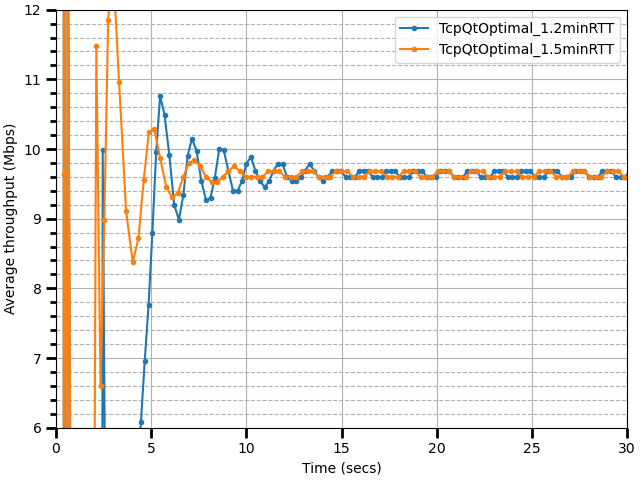 12
11
10
9
8
7
6
Average throughput (Mbps)
TcpQtOptimal_1.2minRTT
TcpQtOptimal_1.5minRTT
0 5 10 15 20 25 30
Time (secs)